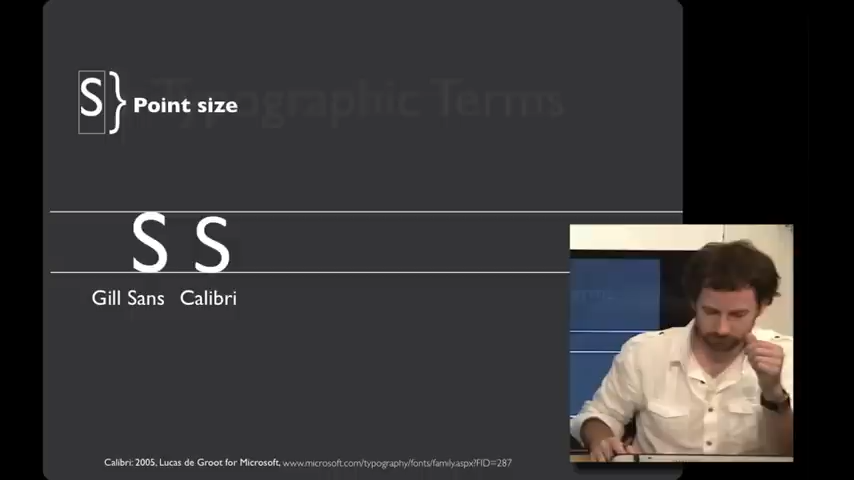 Typographic Terms
S } Point size
S S
Gill Sans Calibri
Calibri: 2005, Lucas de Groot for Microsoft, www.microsoft.com/typography/fonts/family.aspx?FID=287